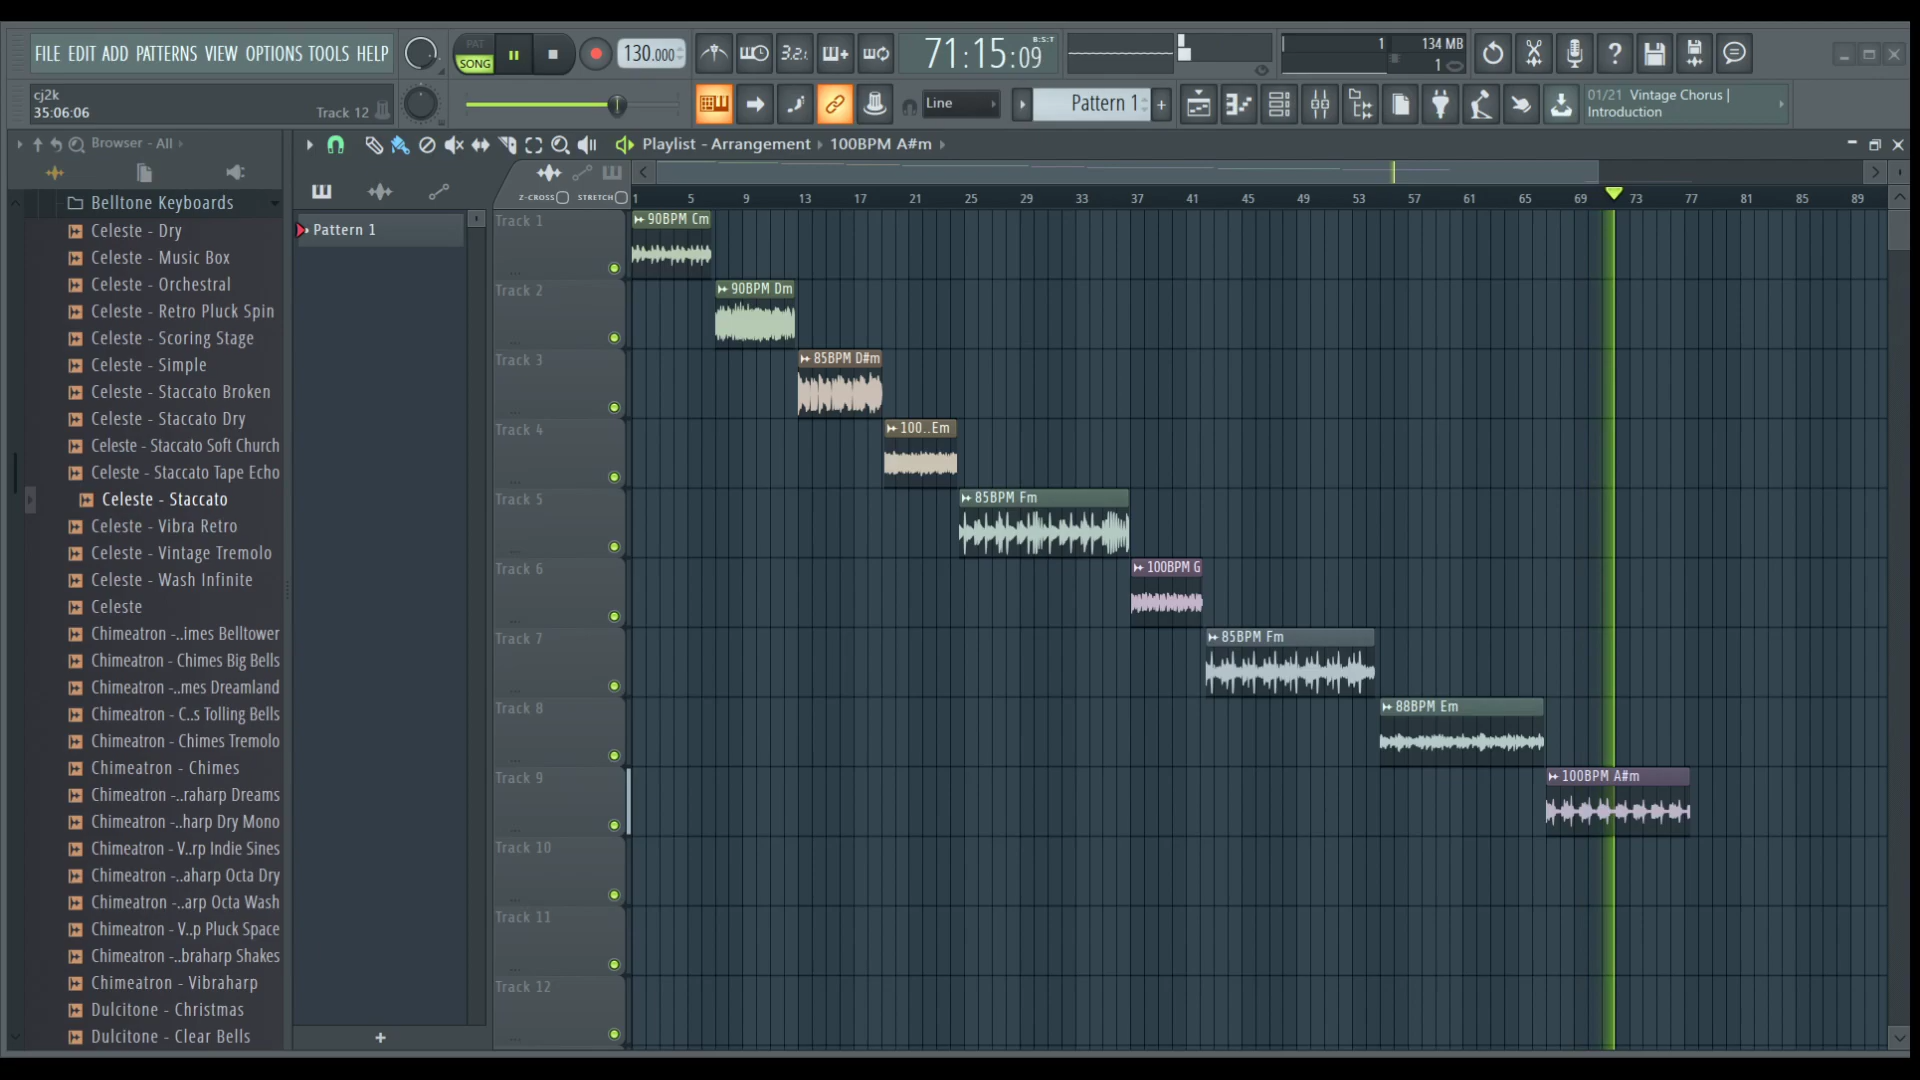 FILE EDIT ADD PATTERNS VIEW OPTIONS TOOLS HELP
PAT
SONG
130.000
3.2.1
71:15:09
B:S:T
1
134 MB
1
cj2k
35:06:06
Track 12
Line
Pattern 1
+
01/21 Vintage Chorus |
Introduction
Browser - All
Playlist - Arrangement
100BPM A#m
Z-CROSS
STRETCH
1 5 9 13 17 21 25 29 33 37 41 45 49 53 57 61 65 69 73 77 81 85 89
Belltone Keyboards
Celeste - Dry
Celeste - Music Box
Celeste - Orchestral
Celeste - Retro Pluck Spin
Celeste - Scoring Stage
Celeste - Simple
Celeste - Staccato Broken
Celeste - Staccato Dry
Celeste - Staccato Soft Church
Celeste - Staccato Tape Echo
Celeste - Staccato
Celeste - Vibra Retro
Celeste - Vintage Tremolo
Celeste - Wash Infinite
Celeste
Chimeatron -..imes Belltower
Chimeatron - Chimes Big Bells
Chimeatron -..mes Dreamland
Chimeatron - C..s Tolling Bells
Chimeatron - Chimes Tremolo
Chimeatron - Chimes
Chimeatron -..raharp Dreams
Chimeatron -..harp Dry Mono
Chimeatron - V..rp Indie Sines
Chimeatron -..aharp Octa Dry
Chimeatron -..arp Octa Wash
Chimeatron - V..p Pluck Space
Chimeatron -..braharp Shakes
Chimeatron - Vibraharp
Dulcitone - Christmas
Dulcitone - Clear Bells
Pattern 1
+
Track 1
90BPM Cm
Track 2
90BPM Dm
Track 3
85BPM D#m
Track 4
100..Em
Track 5
85BPM Fm
Track 6
100BPM G
Track 7
85BPM Fm
Track 8
88BPM Em
Track 9
100BPM A#m
Track 10
Track 11
Track 12